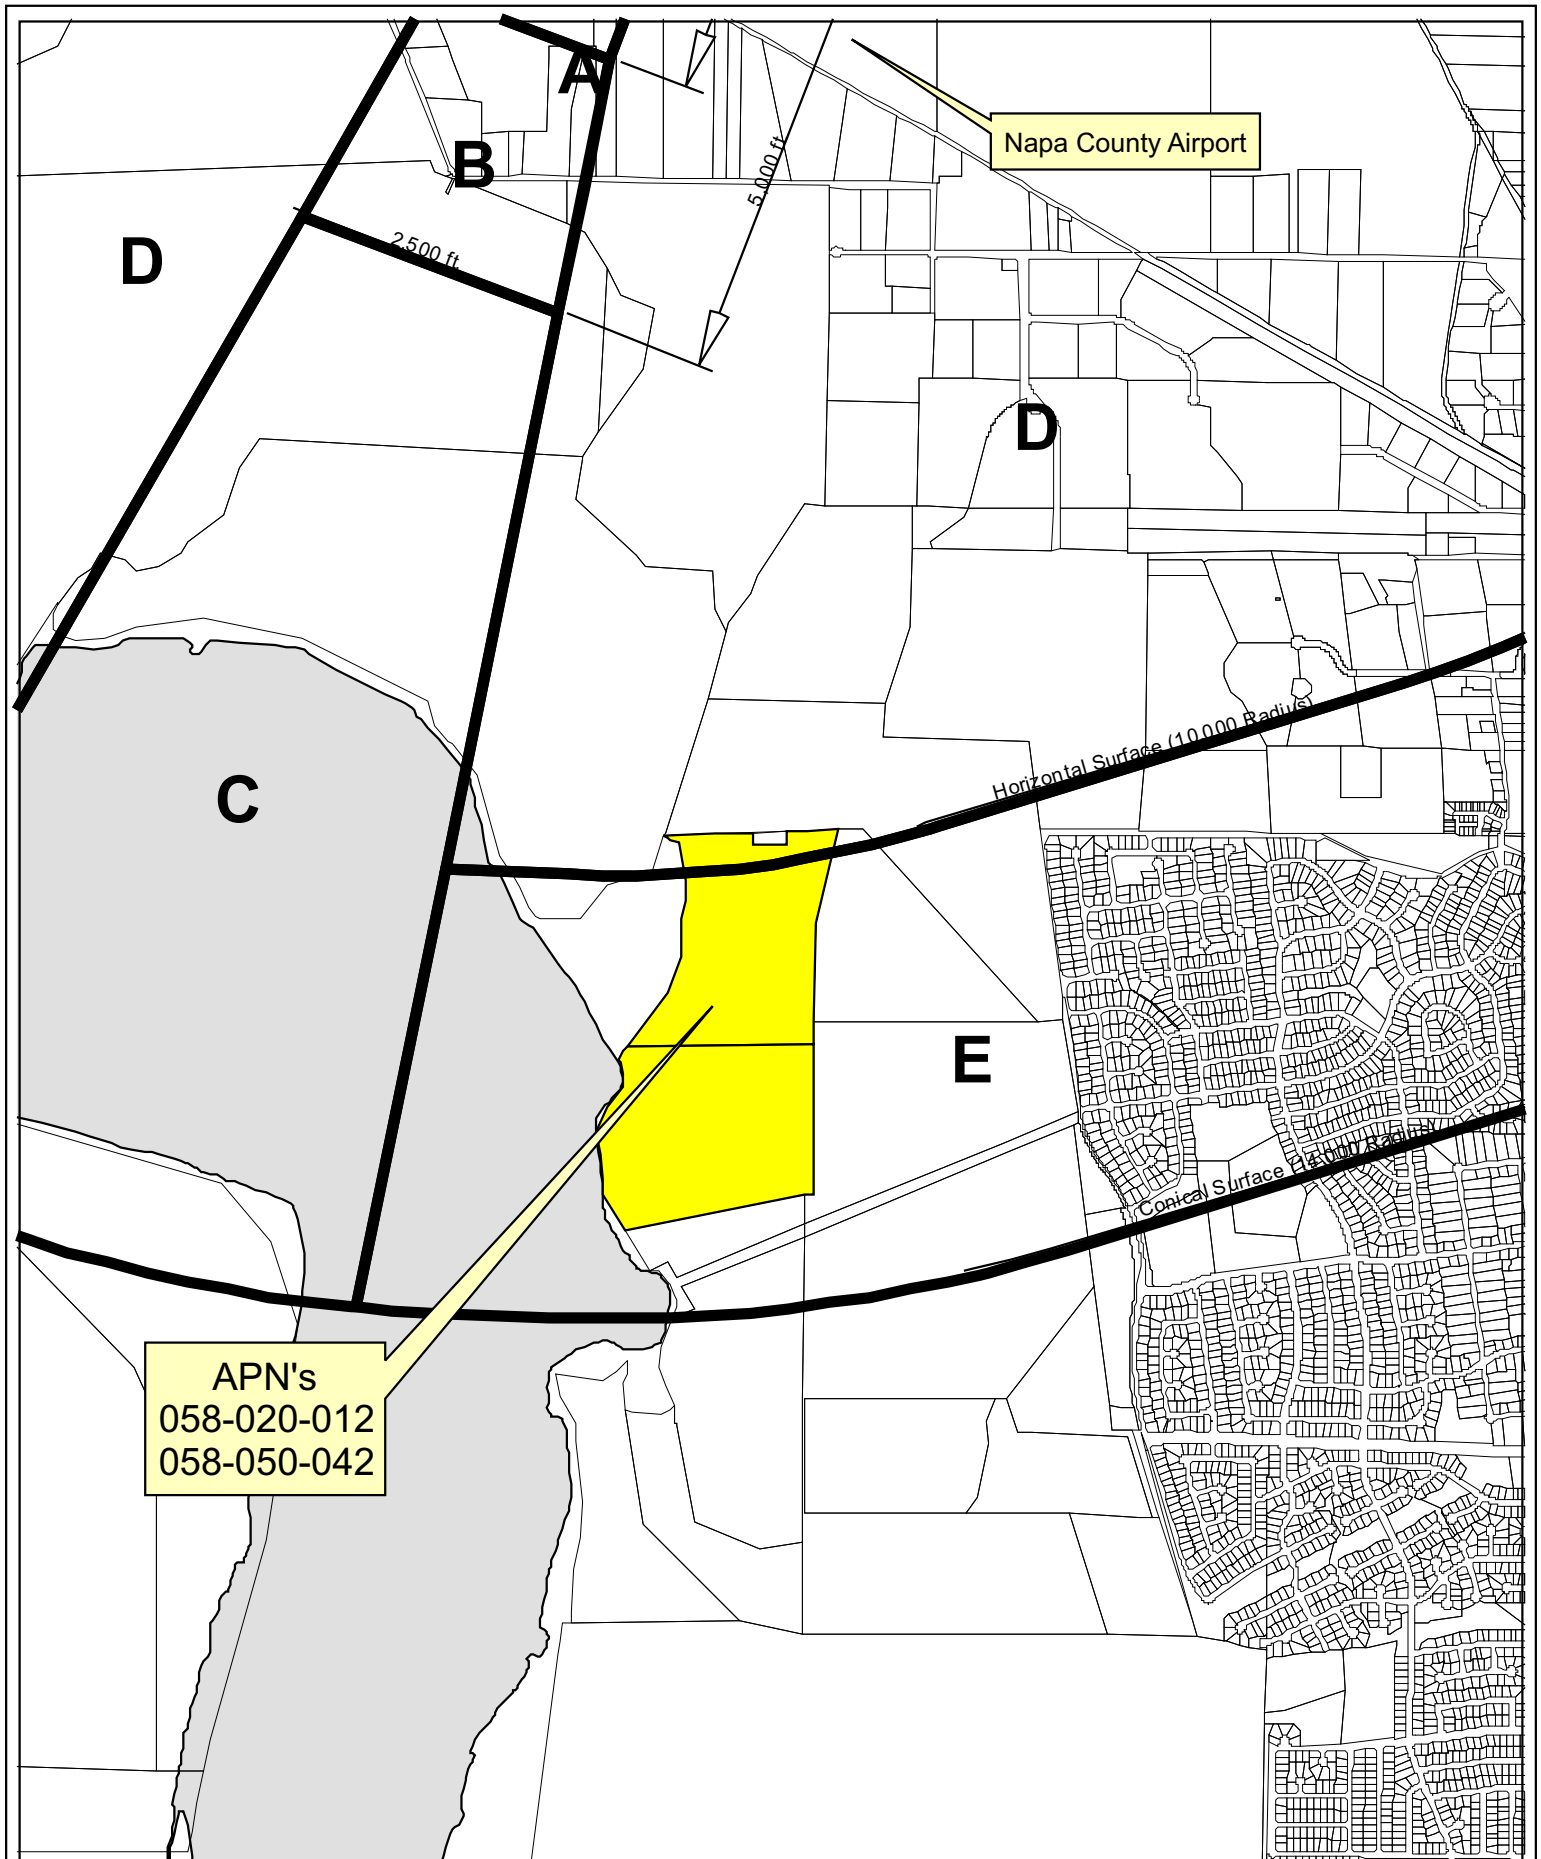 A
Napa County Airport
B
5,000 ft
D
2,500 ft.
D
Horizontal Surface (10,000 Radius)
C
E
Conical Surface (14,000 Radius)
APN's
058-020-012
058-050-042